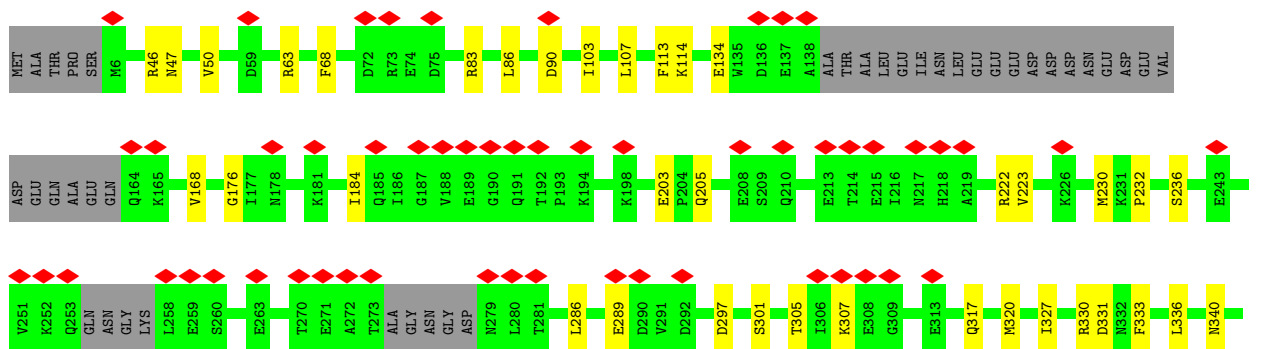 MET ALA THR PRO SER M6 R46 N47 V50 D59 R63 F68 D72 R73 E74 D75 R83 L86 D90 I103 L107 F113 K114 E134 W135 D136 E137 A138 ALA THR ALA LEU GLU ILE ASN LEU GLU GLU GLU ASP ASP ASP ASN GLU ASP GLU VAL
ASP GLU GLN ALA GLU GLN Q164 K165 V168 G176 I177 N178 K181 I184 Q185 I186 G187 V188 E189 G190 Q191 T192 P193 K194 K198 E203 P204 Q205 E208 S209 Q210 E213 T214 E215 I216 N217 H218 A219 R222 V223 K226 M230 K231 P232 S236 E243
V251 K252 Q253 GLN ASN GLY LYS L258 E259 S260 E263 T270 E271 A272 T273 ALA GLY ASN GLY ASP N279 L280 T281 L286 E289 D290 V291 D292 D297 S301 T305 I306 K307 E308 G309 E313 Q317 M320 I327 R330 D331 N332 F333 L336 N340